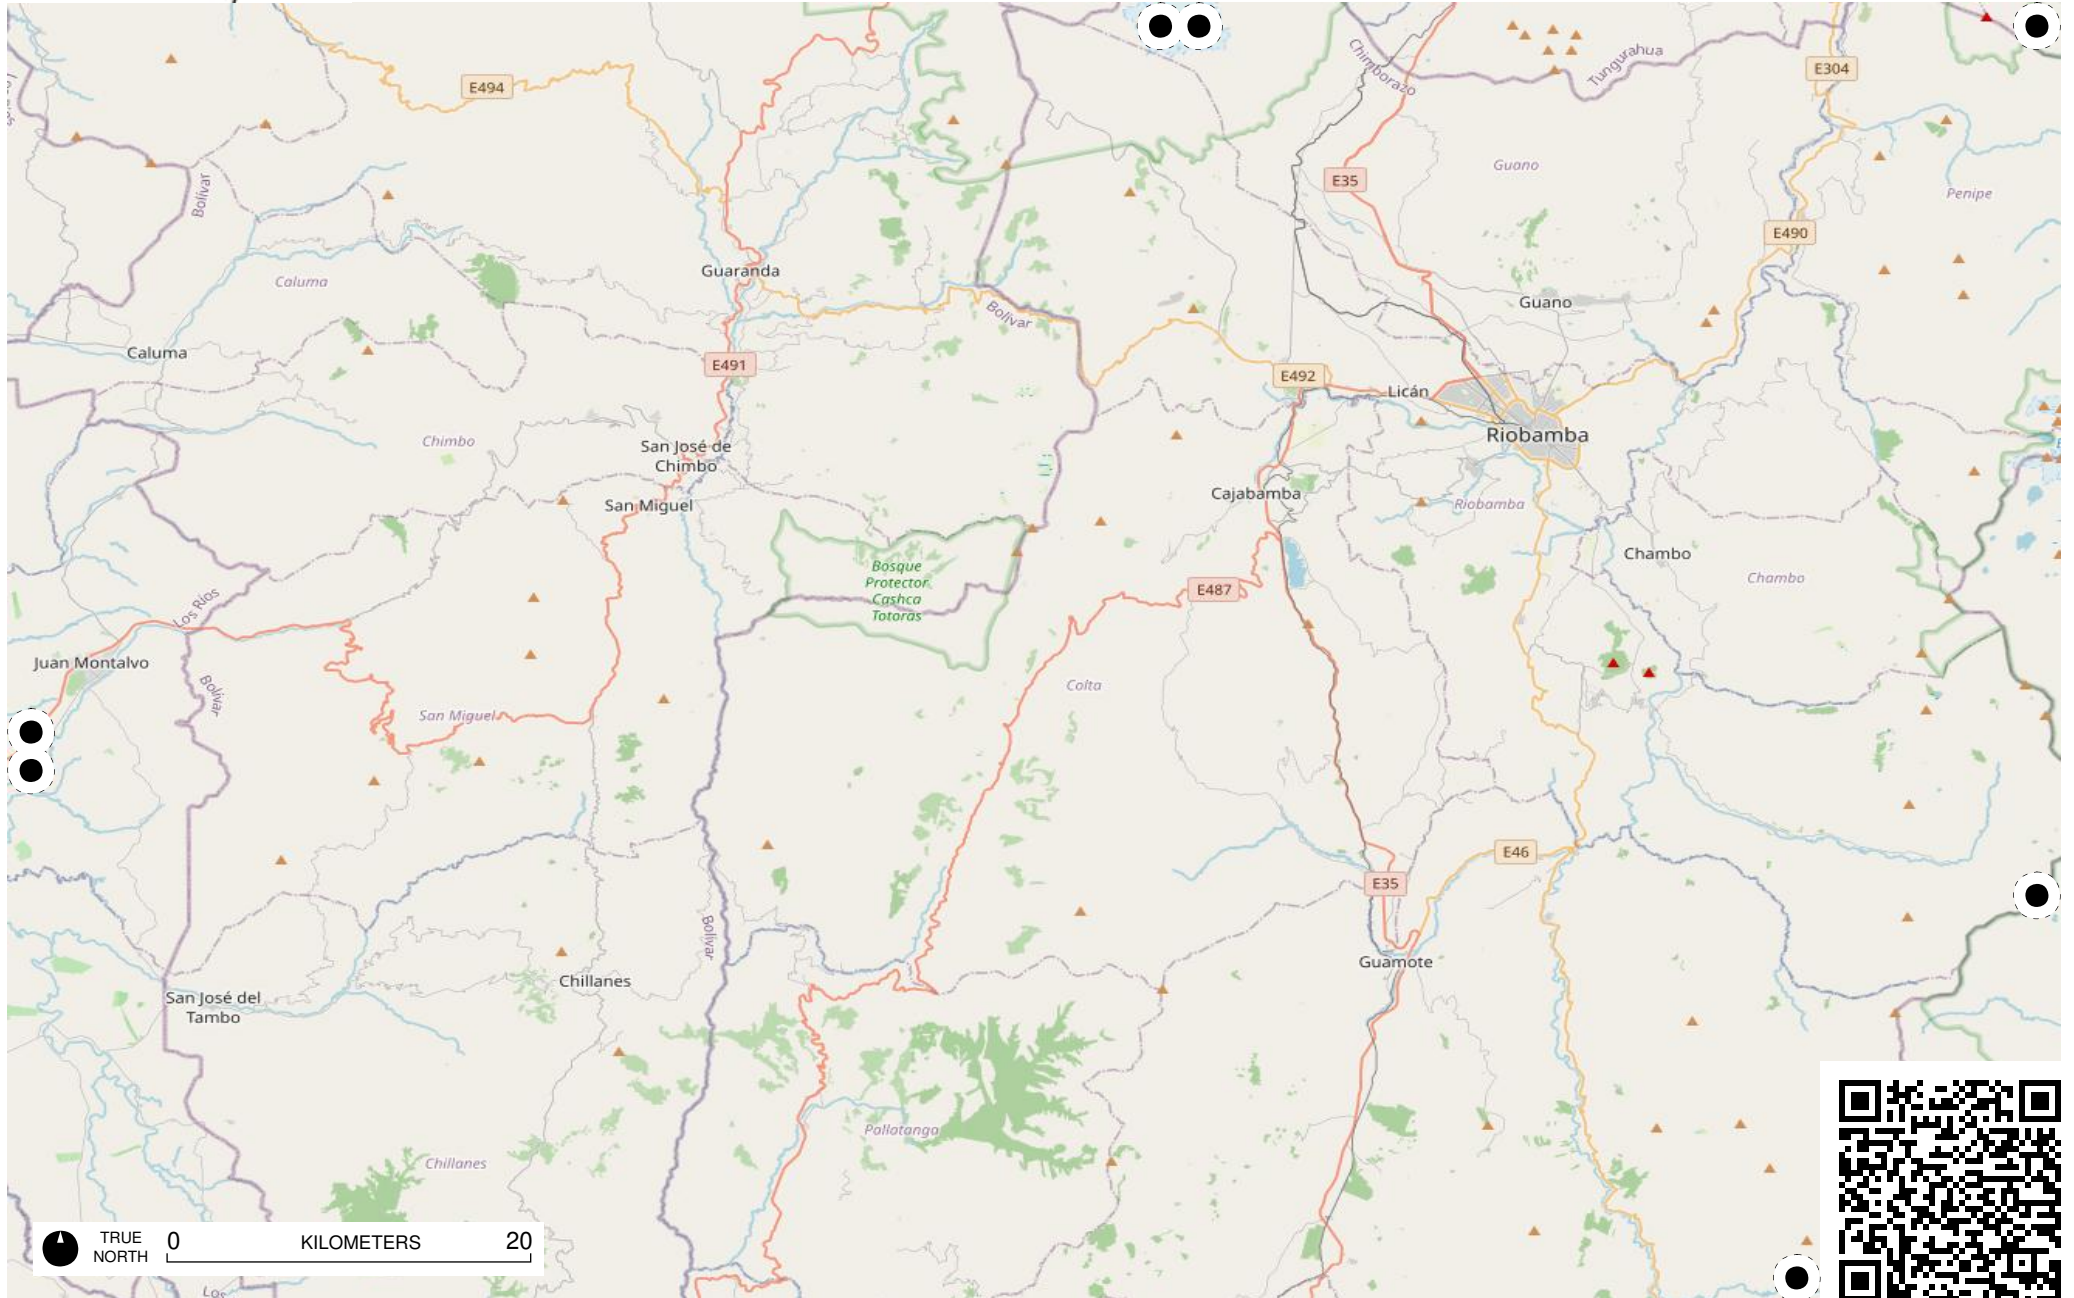 E494
Chimborazo
Tungurahua
E304
Bolívar
E35
Guano
Penipe
E490
Guaranda
Caluma
Bolívar
Guano
Caluma
E491
E492
Licán
Riobamba
Chimbo
San José de
Chimbo
San Miguel
Cajabamba
Riobamba
Chambo
Chambo
Bosque
Protector
Cashca
Totoras
E487
Los Ríos
Juan Montalvo
Bolívar
San Miguel
Colta
E46
E35
Bolívar
Guamote
Chillanes
San José del
Tambo
Pallatanga
Chillanes
TRUE
NORTH
0 KILOMETERS 20
Los